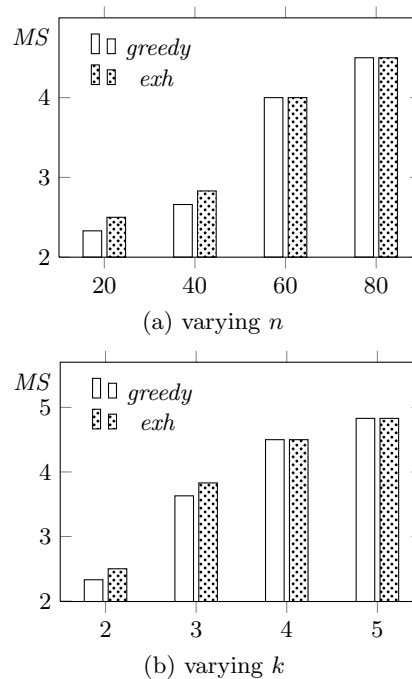 MS
greedy
exh
4
3
2
20 40 60 80
(a) varying n
MS
greedy
exh
5
4
3
2
2 3 4 5
(b) varying k